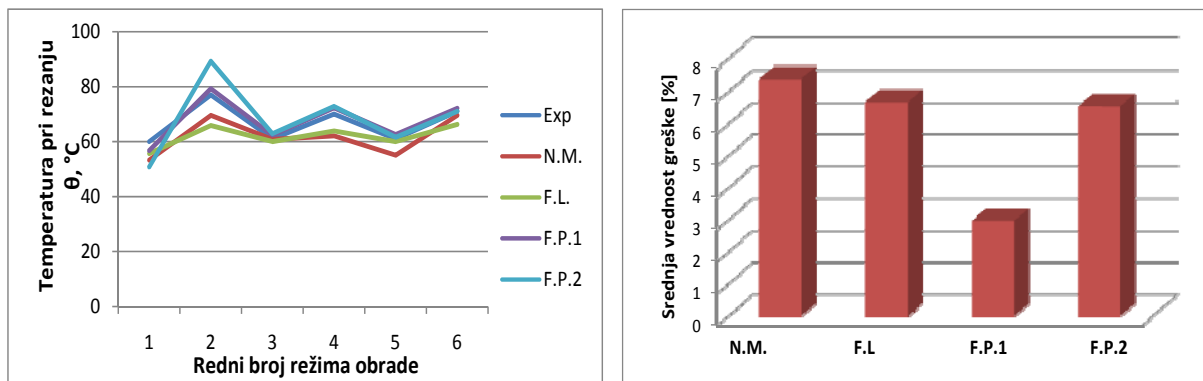 100
80
60
40
20
0
Temperatura pri rezanju
θ, °C
1 2 3 4 5 6
Redni broj režima obrade
Exp
N.M.
F.L.
F.P.1
F.P.2
8
7
6
5
4
3
2
1
0
Srednja vrednost greške [%]
N.M. F.L F.P.1 F.P.2